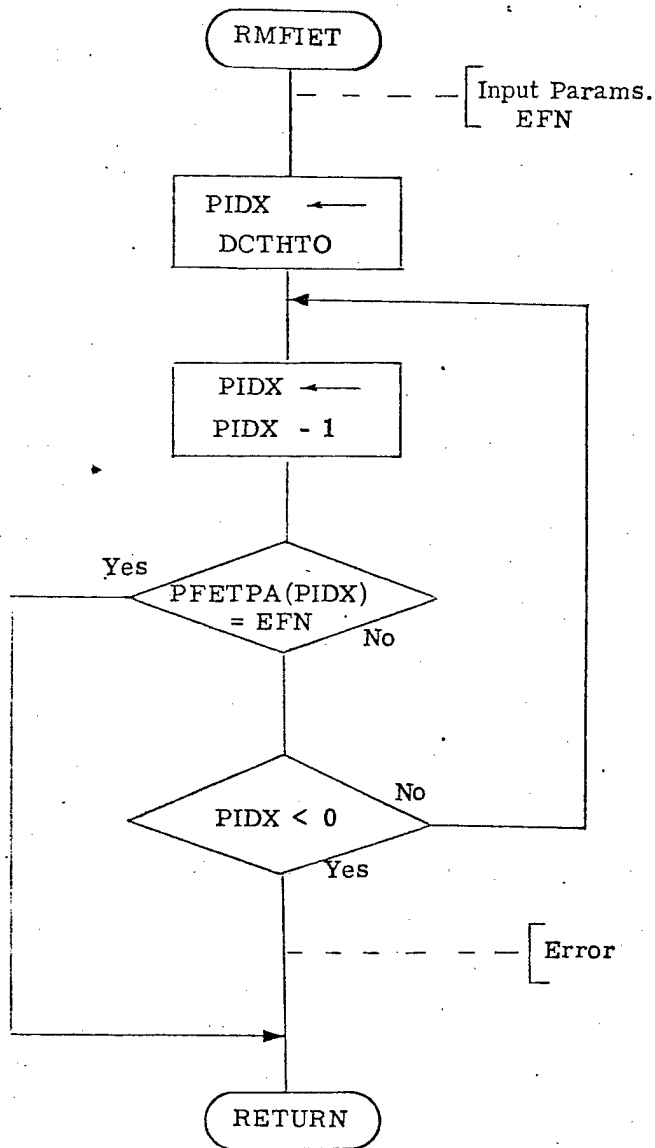 RMFIET
Input Params.
EFN
PIDX ←
DCTHTO
PIDX ←
PIDX - 1
Yes
PFETPA(PIDX)
= EFN
No
No
PIDX < 0
Yes
Error
RETURN